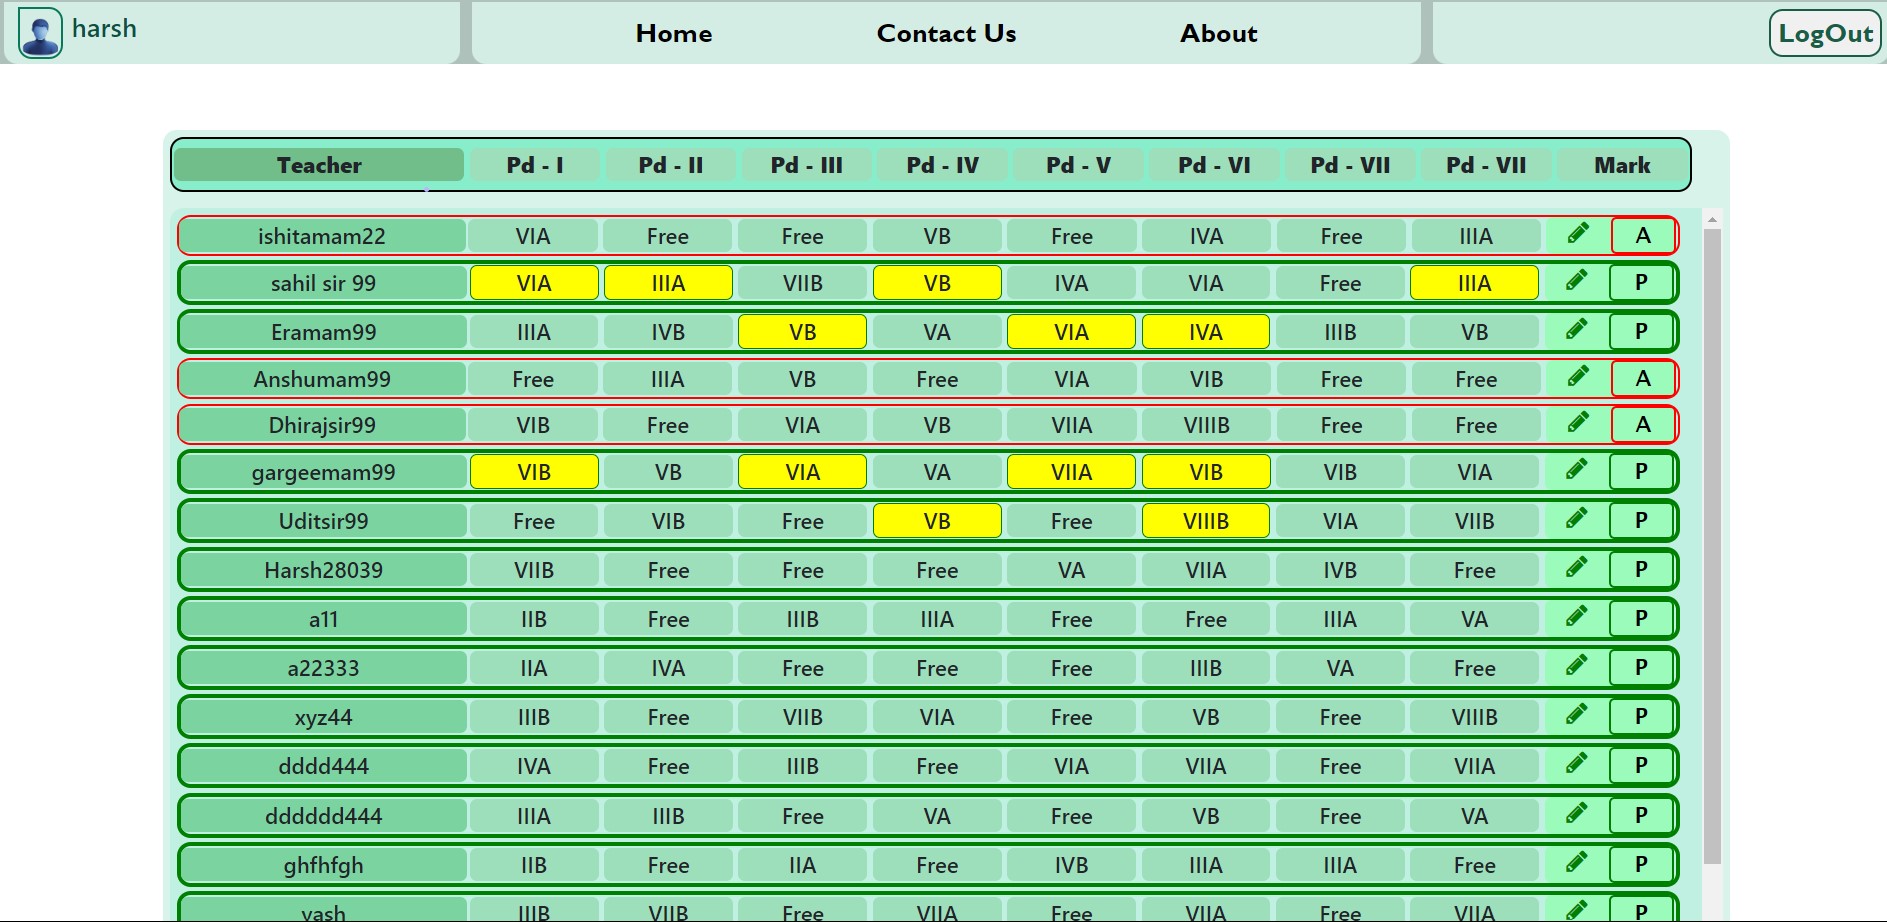 harsh Home Contact Us About LogOut
Teacher Pd - I Pd - II Pd - III Pd - IV Pd - V Pd - VI Pd - VII Pd - VII Mark
ishitamam22 VIA Free Free VB Free IVA Free IIIA A
sahil sir 99 VIA IIIA VIIB VB IVA VIA Free IIIA P
Eramam99 IIIA IVB VB VA VIA IVA IIIB VB P
Anshumam99 Free IIIA VB Free VIA VIB Free Free A
Dhirajsir99 VIB Free VIA VB VIIA VIIIB Free Free A
gargeemam99 VIB VB VIA VA VIIA VIB VIB VIA P
Uditsir99 Free VIB Free VB Free VIIIB VIA VIIB P
Harsh28039 VIIB Free Free Free VA VIIA IVB Free P
a11 IIB Free IIIB IIIA Free Free IIIA VA P
a22333 IIA IVA Free Free Free IIIB VA Free P
xyz44 IIIB Free VIIB VIA Free VB Free VIIIB P
dddd444 IVA Free IIIB Free VIA VIIA Free VIIA P
dddddd444 IIIA IIIB Free VA Free VB Free VA P
ghfhfgh IIB Free IIA Free IVB IIIA IIIA Free P
yash IIIB VIIB Free VIIA Free VIIA Free VIIA P